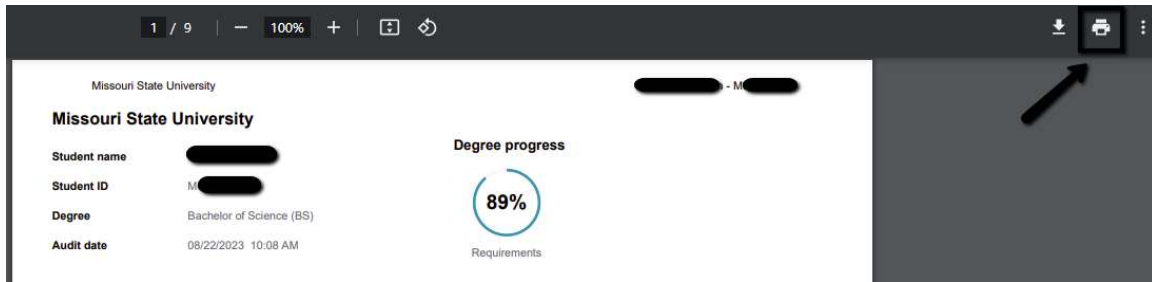 1 / 9 | — 100% + |
Missouri State University - M
Missouri State University
Student name
Student ID M
Degree Bachelor of Science (BS)
Audit date 08/22/2023 10:08 AM
Degree progress
89%
Requirements